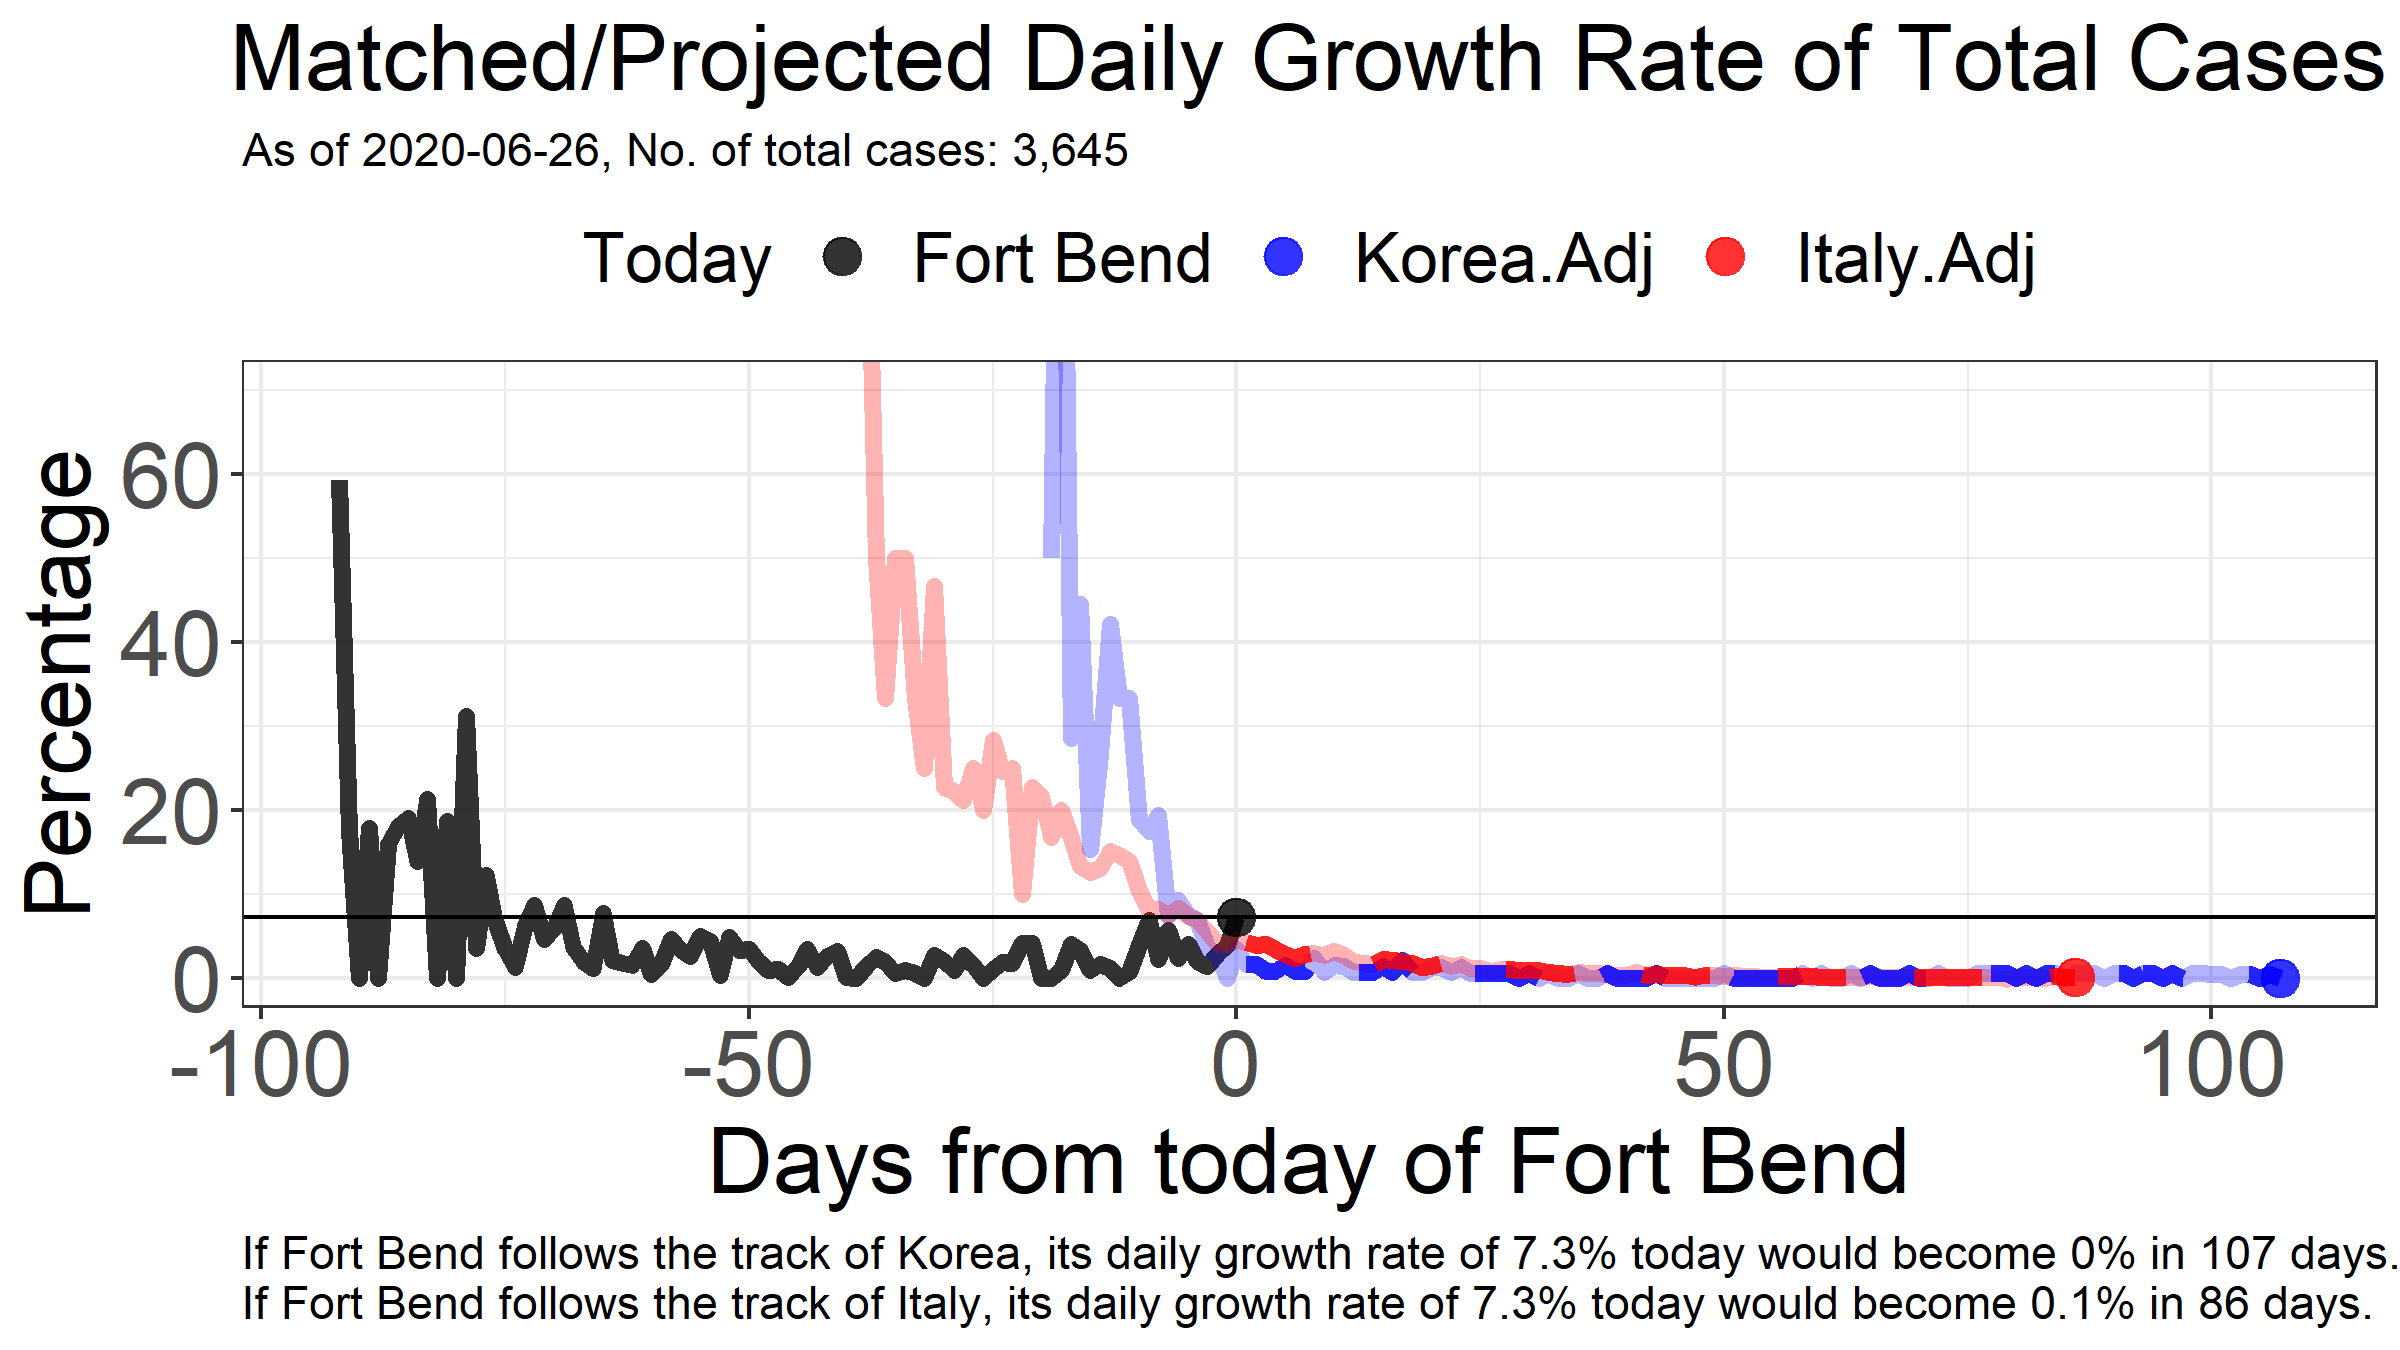 Matched/Projected Daily Growth Rate of Total Cases
As of 2020-06-26, No. of total cases: 3,645
Today Fort Bend Korea.Adj Italy.Adj
Percentage
60
40
20
0
-100 -50 0 50 100
Days from today of Fort Bend
If Fort Bend follows the track of Korea, its daily growth rate of 7.3% today would become 0% in 107 days.
If Fort Bend follows the track of Italy, its daily growth rate of 7.3% today would become 0.1% in 86 days.